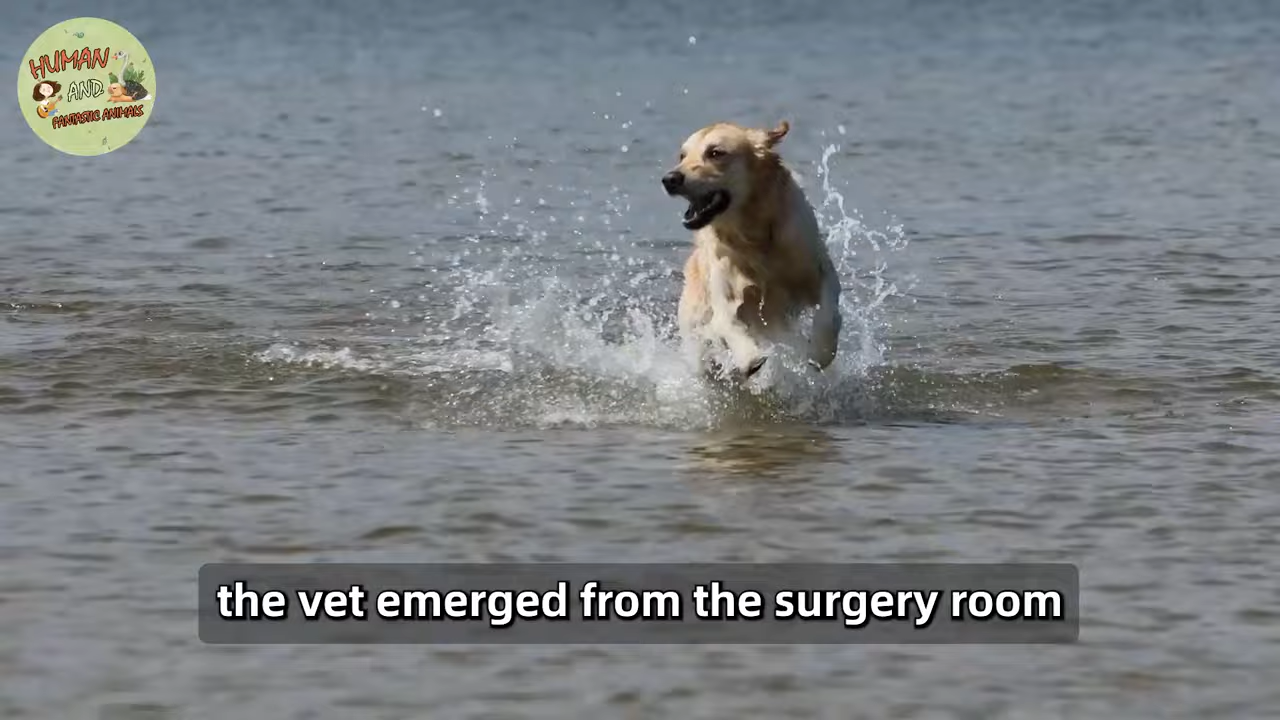 HUMAN
AND
FANTASTIC ANIMALS
the vet emerged from the surgery room